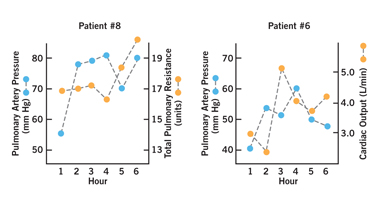 Patient #8
Pulmonary Artery Pressure
(mm Hg)
80
70
60
50
19
17
15
13
Total Pulmonary Resistance
(units)
1 2 3 4 5 6
Hour
Patient #6
Pulmonary Artery Pressure
(mm Hg)
70
60
50
40
5.0
4.0
3.0
Cardiac Output (L/min)
1 2 3 4 5 6
Hour